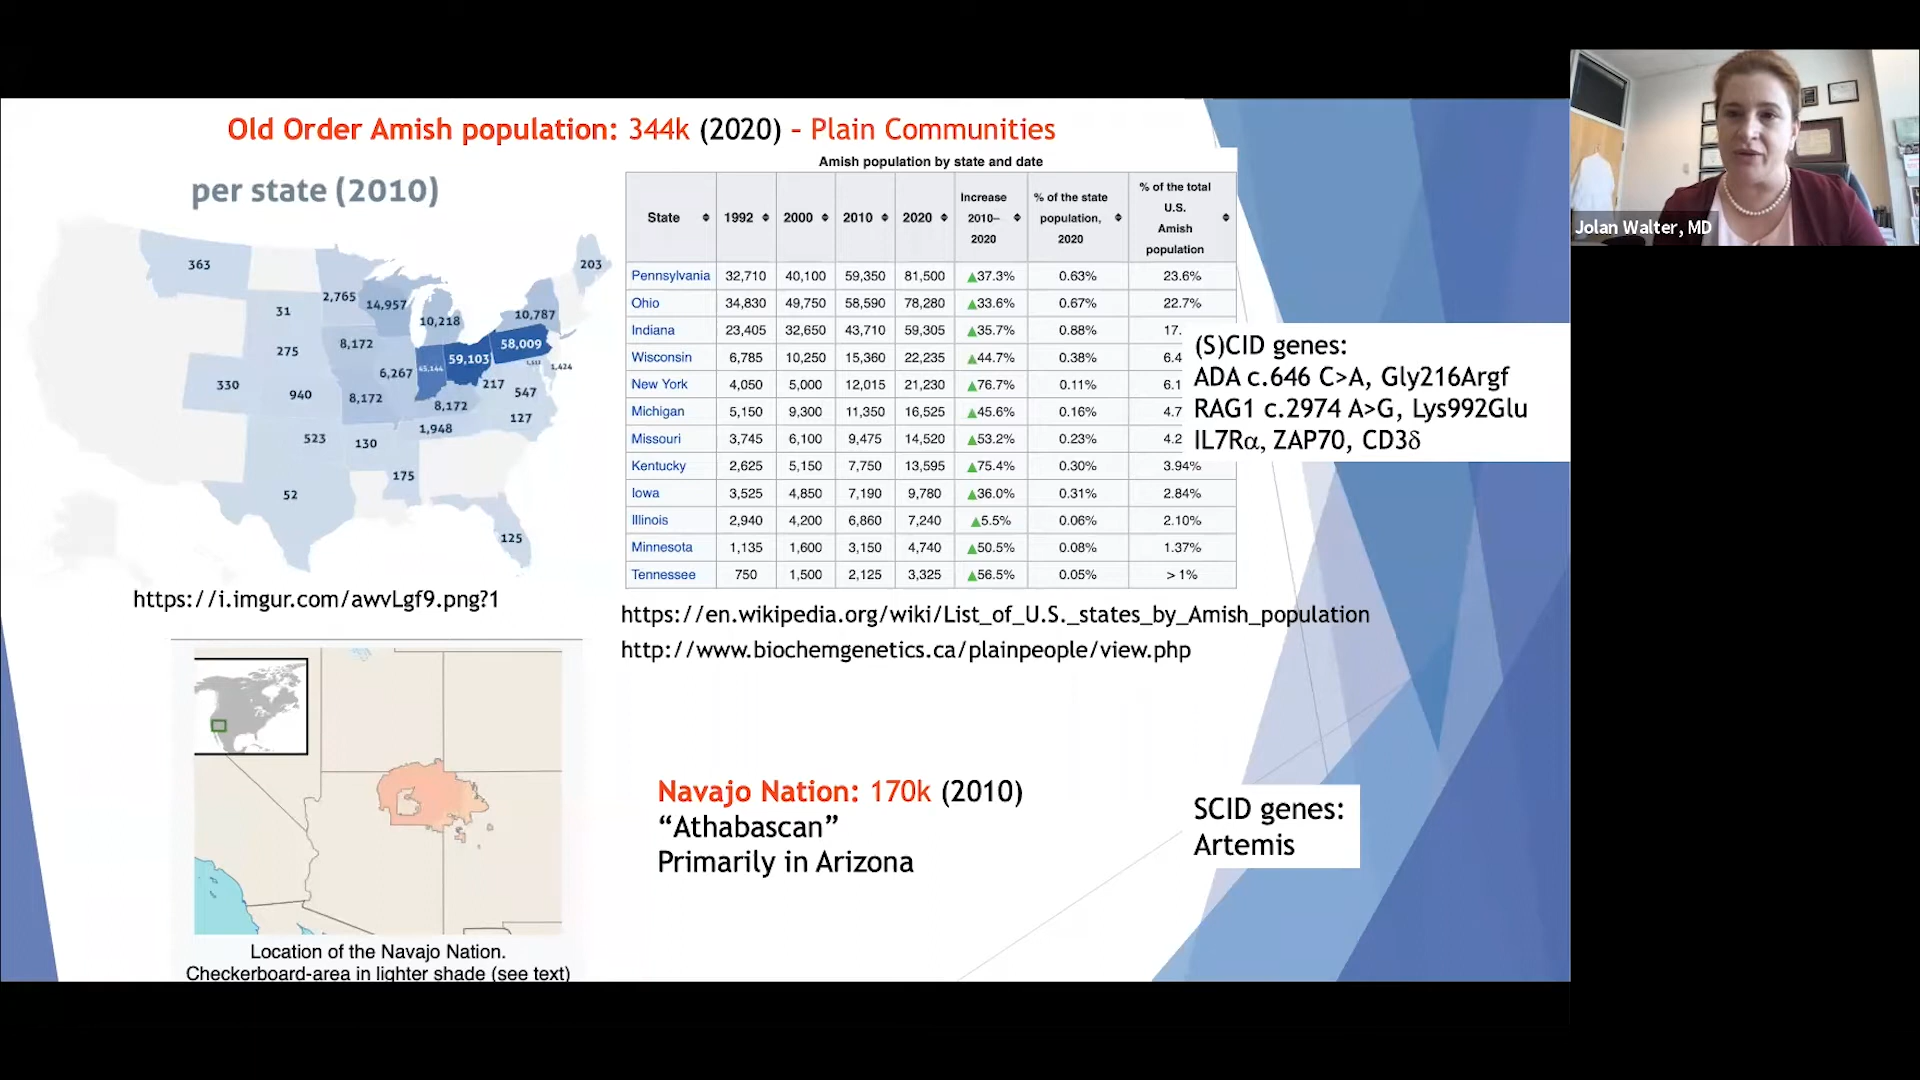 Old Order Amish population: 344k (2020) – Plain Communities
per state (2010)
363
203
31
2,765
14,957
10,218
10,787
275
8,172
59,103
58,009
45,144
1,424
330
940
6,267
217
547
8,172
8,172
127
523
130
1,948
175
52
125
https://i.imgur.com/awvLgf9.png?1
Amish population by state and date
State 1992 2000 2010 2020 Increase 2010–2020 % of the state population, 2020 % of the total U.S. Amish population
Pennsylvania 32,710 40,100 59,350 81,500 ▲37.3% 0.63% 23.6%
Ohio 34,830 49,750 58,590 78,280 ▲33.6% 0.67% 22.7%
Indiana 23,405 32,650 43,710 59,305 ▲35.7% 0.88% 17.
Wisconsin 6,785 10,250 15,360 22,235 ▲44.7% 0.38% 6.4
New York 4,050 5,000 12,015 21,230 ▲76.7% 0.11% 6.1
Michigan 5,150 9,300 11,350 16,525 ▲45.6% 0.16% 4.7
Missouri 3,745 6,100 9,475 14,520 ▲53.2% 0.23% 4.2
Kentucky 2,625 5,150 7,750 13,595 ▲75.4% 0.30% 3.94%
Iowa 3,525 4,850 7,190 9,780 ▲36.0% 0.31% 2.84%
Illinois 2,940 4,200 6,860 7,240 ▲5.5% 0.06% 2.10%
Minnesota 1,135 1,600 3,150 4,740 ▲50.5% 0.08% 1.37%
Tennessee 750 1,500 2,125 3,325 ▲56.5% 0.05% > 1%
https://en.wikipedia.org/wiki/List_of_U.S._states_by_Amish_population
http://www.biochemgenetics.ca/plainpeople/view.php
(S)CID genes:
ADA c.646 C>A, Gly216Argf
RAG1 c.2974 A>G, Lys992Glu
IL7Rα, ZAP70, CD3δ
Jolan Walter, MD
Navajo Nation: 170k (2010)
“Athabascan”
Primarily in Arizona
SCID genes:
Artemis
Location of the Navajo Nation.
Checkerboard-area in lighter shade (see text)